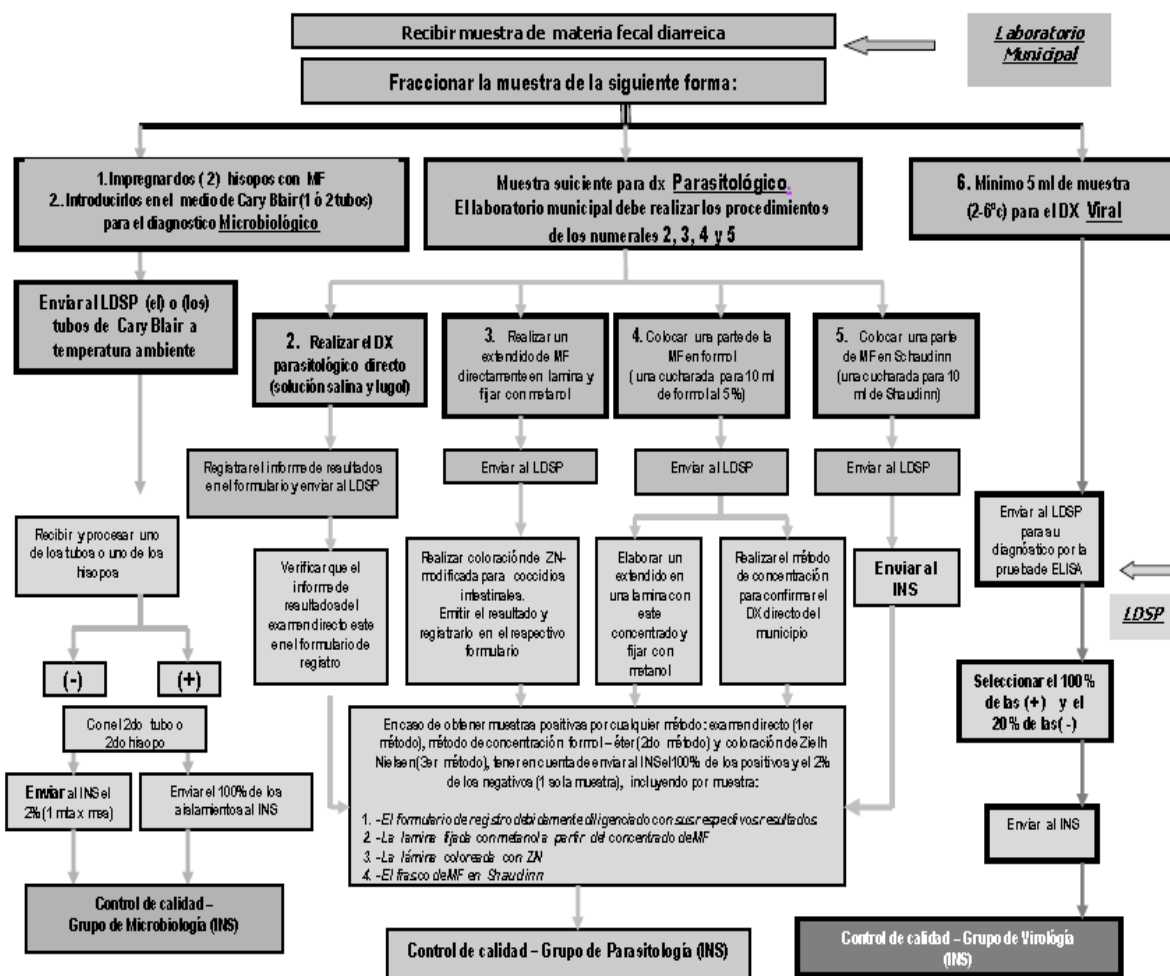 Recibir muestra de materia fecal diarreica
Laboratorio
Municipal
Fraccionar la muestra de la siguiente forma:
1. Impregnar dos ( 2) hisopos con MF
2. Introducirlos en el medio de Cary Blair (1 ó 2 tubos)
para el diagnostico Microbiológico
Muestra suiciente para dx Parasitológico.
El laboratorio municipal debe realizar los procedimientos
de los numerales 2, 3, 4 y 5
6. Mínimo 5 ml de muestra
(2-6ºc) para el DX Viral
Enviar al LDSP (el) o (los)
tubos de Cary Blair a
temperatura ambiente
2. Realizar el DX
parasitológico directo
(solución salina y lugol)
3. Realizar un
extendido de MF
directamente en lamina y
fijar con metanol
4. Colocar una parte de la
MF en formol
( una cucharada para 10 ml
de formol al 5%)
5. Colocar una parte
de MF en Schaudinn
(una cucharada para 10
ml de Shaudinn)
Registrar el informe de resultados
en el formulario y enviar al LDSP
Enviar al LDSP
Enviar al LDSP
Enviar al LDSP
Recibir y procesar uno
de los tubos o uno de los
hisopos
Verificar que el
informe de
resultados del
examen directo este
en el formulario de
registro
Realizar coloración de ZN-
modificada para coccidios
intestinales.
Emitir el resultado y
registrarlo en el respectivo
formulario
Elaborar un
extendido en
una lamina con
este
concentrado y
fijar con
metanol
Realizar el método
de concentración
para confirmar el
DX directo del
municipio
Enviar al
INS
Enviar al LDSP
para su
diagnóstico por la
prueba de ELISA
LDSP
(-)
(+)
Con el 2do tubo o
2do hisopo
Enviar al INS el
2% (1 mta x mes)
Enviar el 100% de los
aislamientos al INS
En caso de obtener muestras positivas por cualquier método: examen directo (1er
método), método de concentración formol – éter (2do método) y coloración de Zielh
Nielsen (3er método), tener en cuenta de enviar al INS el 100% de los positivos y el 2%
de los negativos (1 sola muestra), incluyendo por muestra:
1. -El formulario de registro debidamente diligenciado con sus respectivos resultados
2. -La lamina fijada con metanol a partir del concentrado de MF
3. -La lámina coloreada con ZN
4. -El frasco de MF en Shaudinn
Seleccionar el 100%
de las (+) y el
20% de las (-)
Enviar al INS
Control de calidad –
Grupo de Microbiología (INS)
Control de calidad – Grupo de Parasitología (INS)
Control de calidad – Grupo de Virología
(INS)